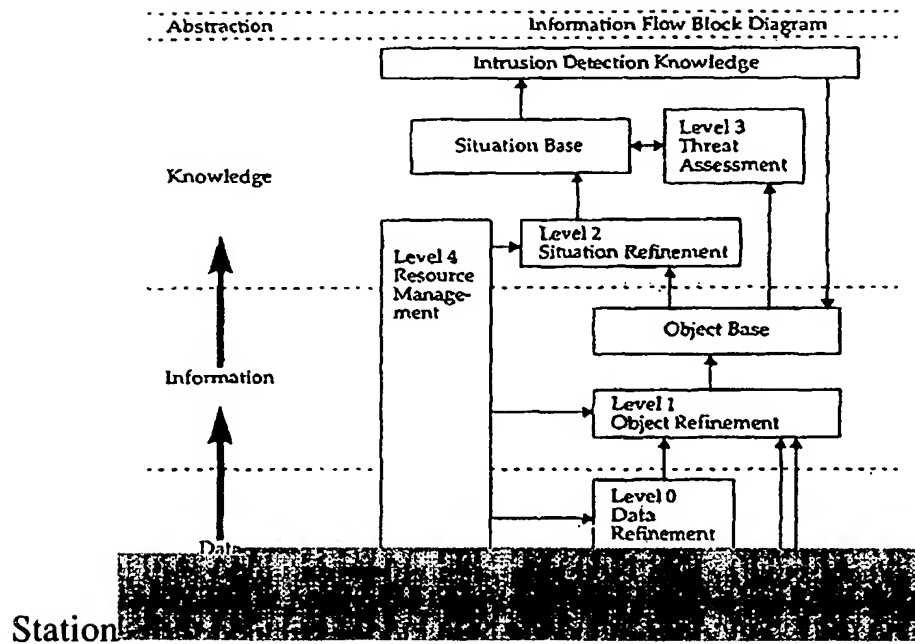 Abstraction
Information Flow Block Diagram
Intrusion Detection Knowledge
Situation Base
Level 3
Threat
Assessment
Knowledge
Level 2
Situation Refinement
Level 4
Resource
Manage-
ment
Object Base
Information
Level 1
Object Refinement
Level 0
Data
Refinement
Data
Station